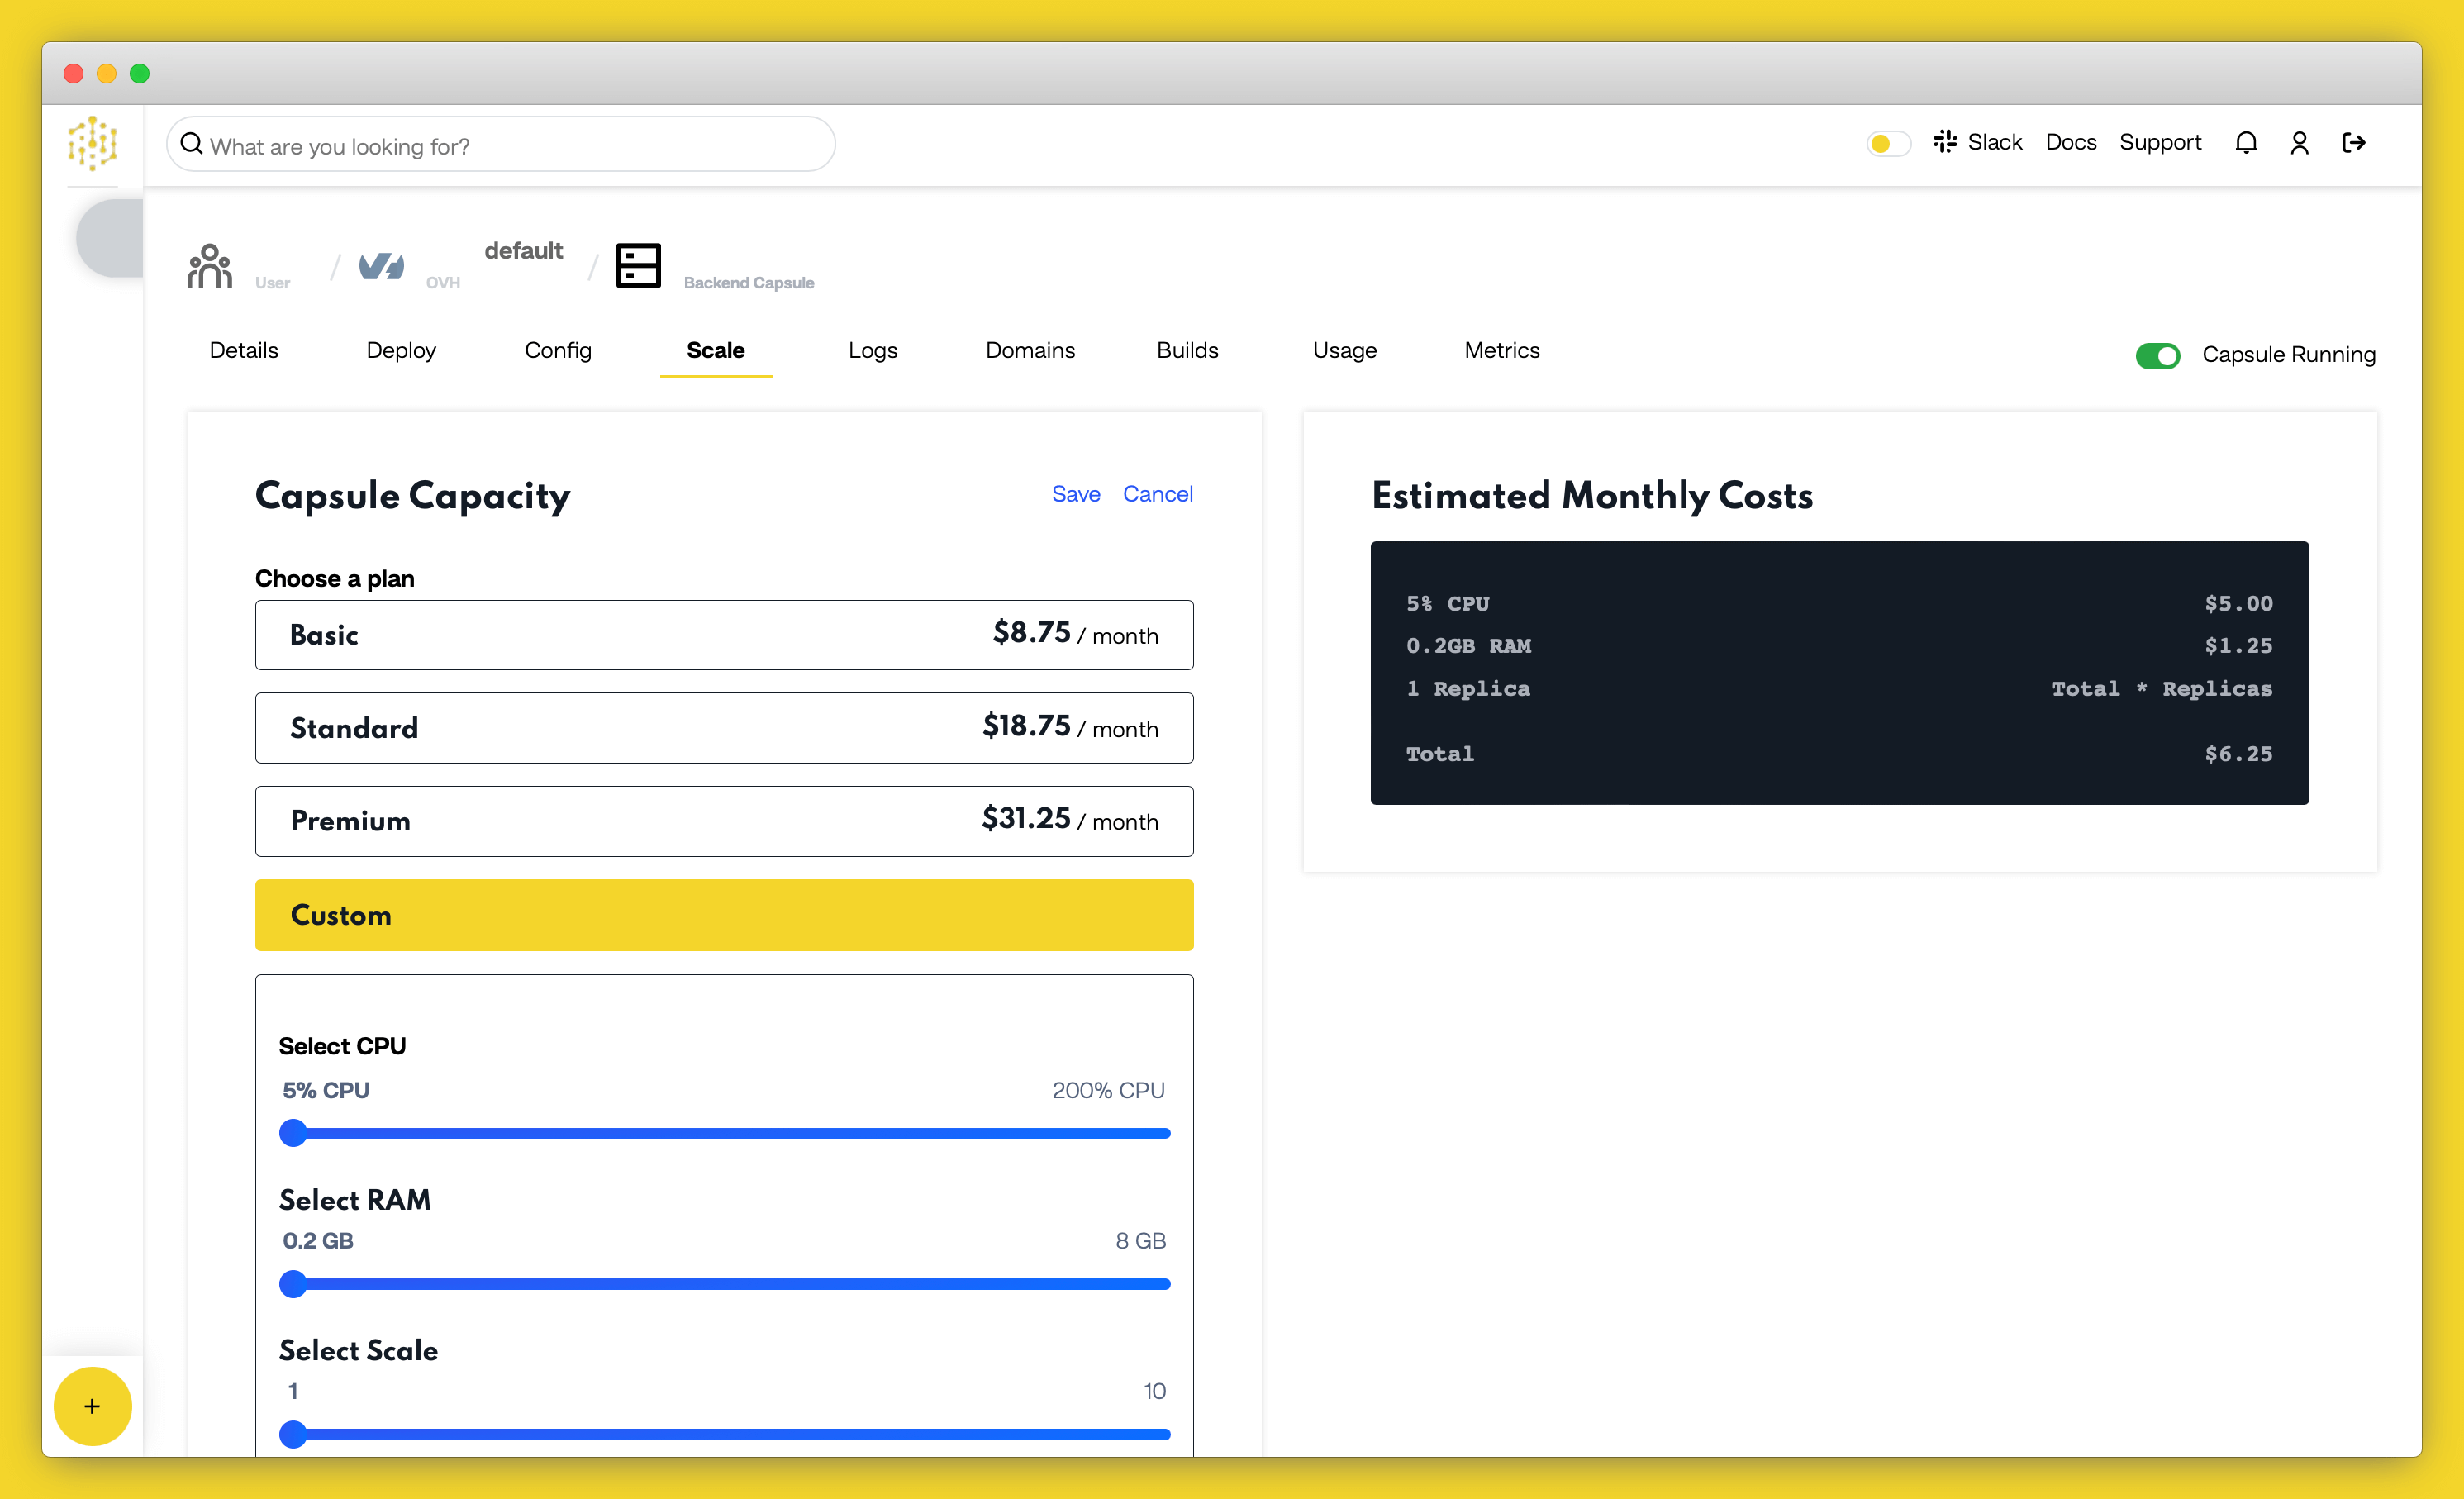 What are you looking for?
Slack Docs Support
User / OVH default / Backend Capsule
Details Deploy Config Scale Logs Domains Builds Usage Metrics Capsule Running
Capsule Capacity Save Cancel
Choose a plan
Basic $8.75 / month
Standard $18.75 / month
Premium $31.25 / month
Custom
Select CPU
5% CPU 200% CPU
Select RAM
0.2 GB 8 GB
Select Scale
1 10
Estimated Monthly Costs
5% CPU $5.00
0.2GB RAM $1.25
1 Replica Total * Replicas
Total $6.25
+